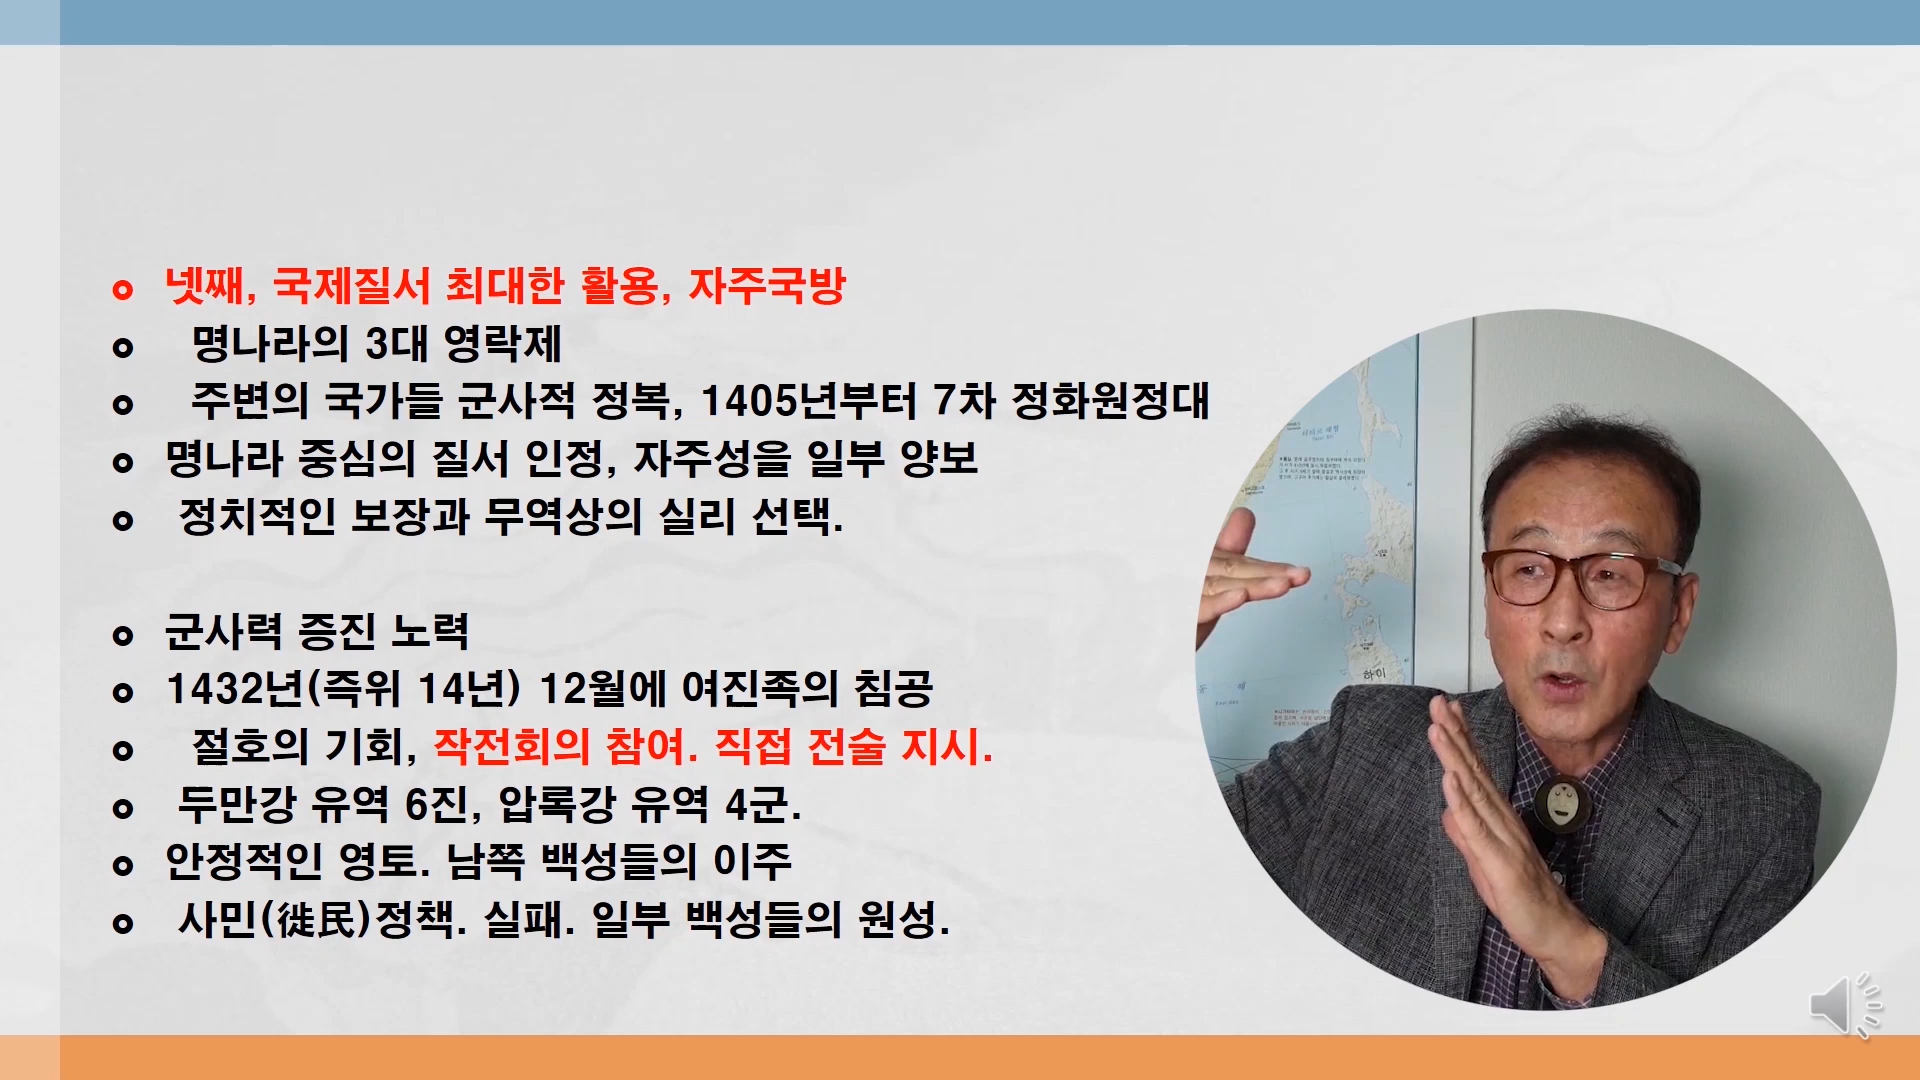 넷째, 국제질서 최대한 활용, 자주국방
명나라의 3대 영락제
주변의 국가들 군사적 정복, 1405년부터 7차 정화원정대
명나라 중심의 질서 인정, 자주성을 일부 양보
정치적인 보장과 무역상의 실리 선택.
군사력 증진 노력
1432년(즉위 14년) 12월에 여진족의 침공
절호의 기회, 작전회의 참여. 직접 전술 지시.
두만강 유역 6진, 압록강 유역 4군.
안정적인 영토. 남쪽 백성들의 이주
사민(徙民)정책. 실패. 일부 백성들의 원성.
하이
동 해